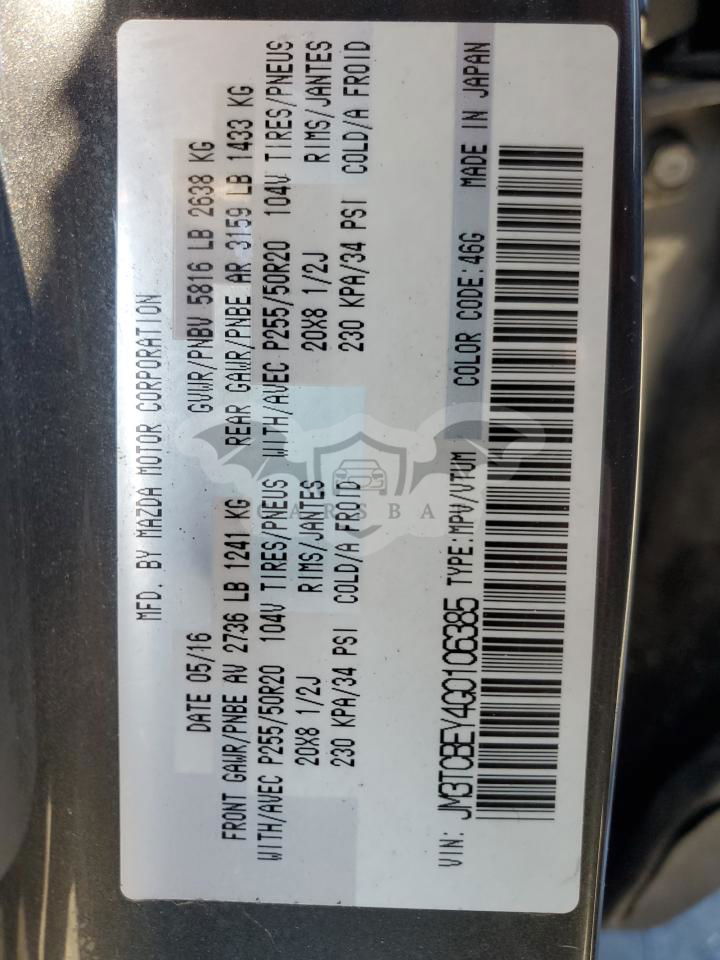 MFD. BY MAZDA MOTOR CORPORATION
DATE 05/16 GVWR/PNBV 5816 LB 2638 KG
FRONT GAWR/PNBE AV 2736 LB 1241 KG REAR GAWR/PNBE AR 3159 LB 1433 KG
WITH/AVEC P255/50R20 104V TIRES/PNEUS WITH/AVEC P255/50R20 104V TIRES/PNEUS
20X8 1/2J RIMS/JANTES 20X8 1/2J RIMS/JANTES
230 KPA/34 PSI COLD/A FROID 230 KPA/34 PSI COLD/A FROID
CARSBA
VIN: JM3TCBEY4G0106385 TYPE:MPV/VTUM COLOR CODE:46G MADE IN JAPAN